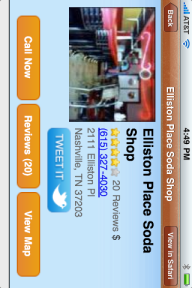 AT&T 4:49 PM
Back Elliston Place Soda Shop View in Safari
Elliston Place Soda
Shop
20 Reviews $
(615) 327-4030
2111 Elliston Pl
Nashville, TN 37203
TWEET IT
Call Now
Reviews (20)
View Map